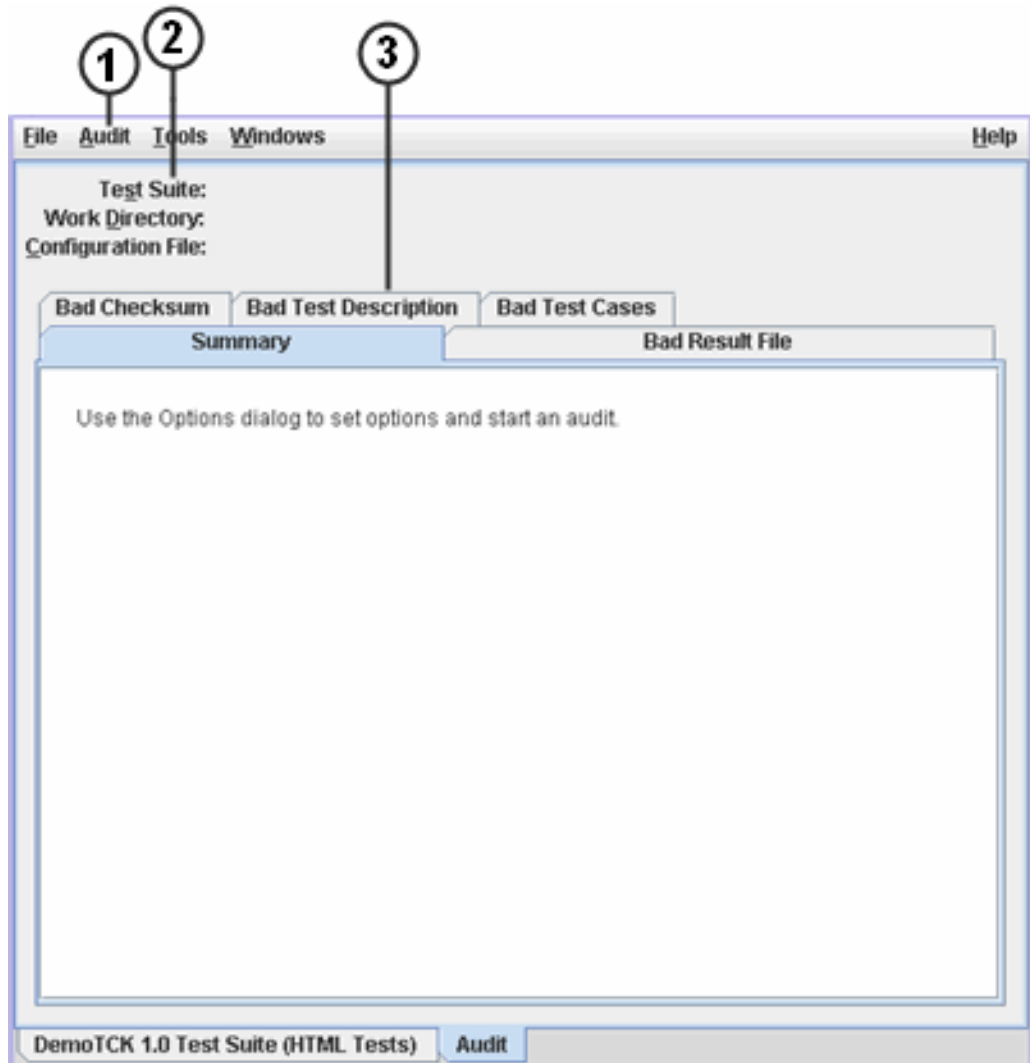 1 2 3
File Audit Tools Windows Help
Test Suite:
Work Directory:
Configuration File:
Bad Checksum Bad Test Description Bad Test Cases
Summary Bad Result File
Use the Options dialog to set options and start an audit.
DemoTCK 1.0 Test Suite (HTML Tests) Audit